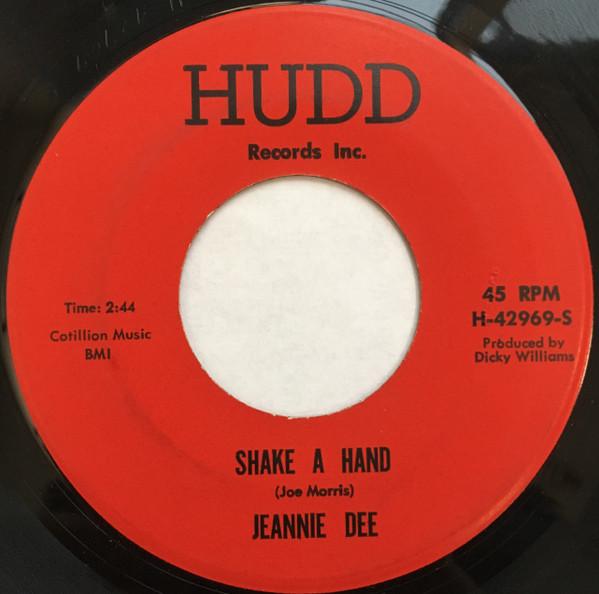 HUDD
Records Inc.
Time: 2:44
Cotillion Music
BMI
45 RPM
H-42969-S
Produced by
Dicky Williams
SHAKE A HAND
(Joe Morris)
JEANNIE DEE